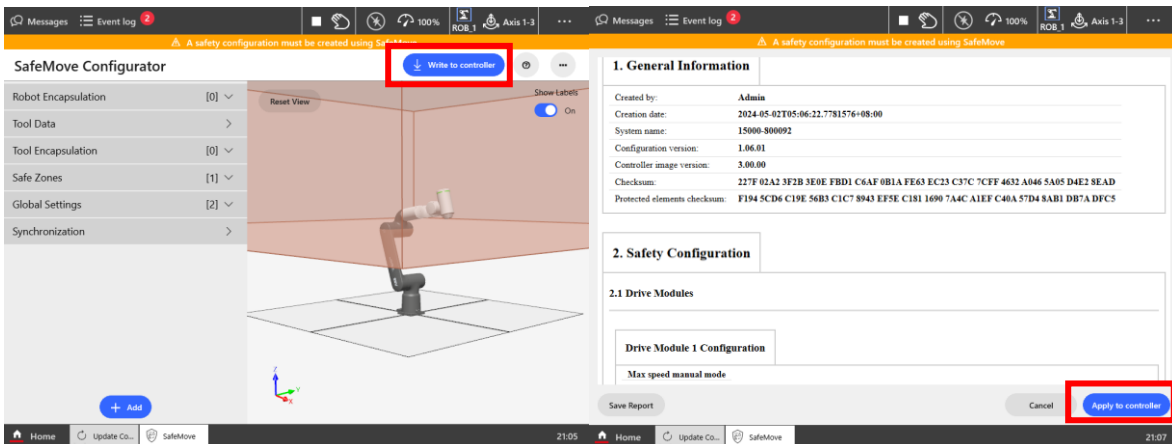 Messages Event log 2 100% ROB_1 Axis 1-3 ...
A safety configuration must be created using SafeMove
SafeMove Configurator Write to controller
Robot Encapsulation [0]
Tool Data
Tool Encapsulation [0]
Safe Zones [1]
Global Settings [2]
Synchronization
Reset View
Show Labels
On
Z
Y
X
+ Add
Home Update Co... SafeMove 21:05
Messages Event log 2 100% ROB_1 Axis 1-3 ...
A safety configuration must be created using SafeMove
1. General Information
Created by: Admin
Creation date: 2024-05-02T05:06:22.7781576+08:00
System name: 15000-800092
Configuration version: 1.06.01
Controller image version: 3.00.00
Checksum: 227F 02A2 3F2B 3E0E FBD1 C6AF 0B1A FE63 EC23 C37C 7CFF 4632 A046 5A05 D4E2 8EAD
Protected elements checksum: F194 5CD6 C19E 56B3 C1C7 8943 EF5E C181 1690 7A4C A1EF C40A 57D4 8AB1 DB7A DFC5
2. Safety Configuration
2.1 Drive Modules
Drive Module 1 Configuration
Max speed manual mode
Save Report Cancel Apply to controller
Home Update Co... SafeMove 21:07